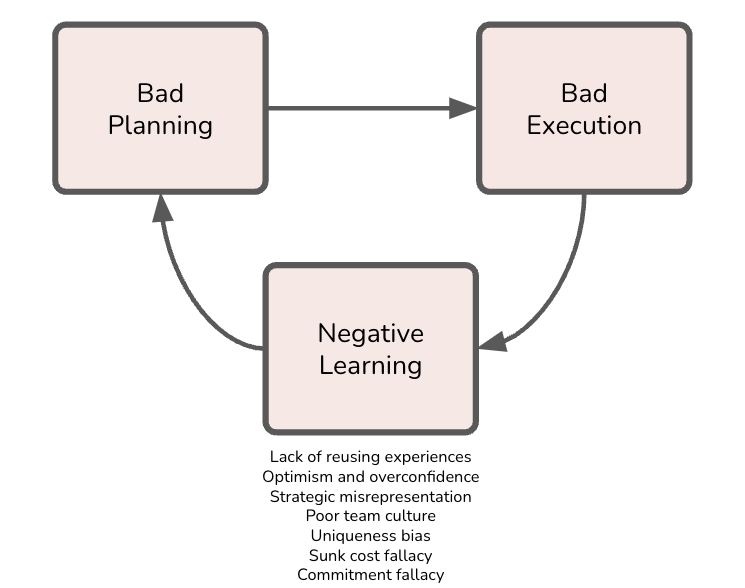 Bad
Planning
Bad
Execution
Negative
Learning
Lack of reusing experiences
Optimism and overconfidence
Strategic misrepresentation
Poor team culture
Uniqueness bias
Sunk cost fallacy
Commitment fallacy